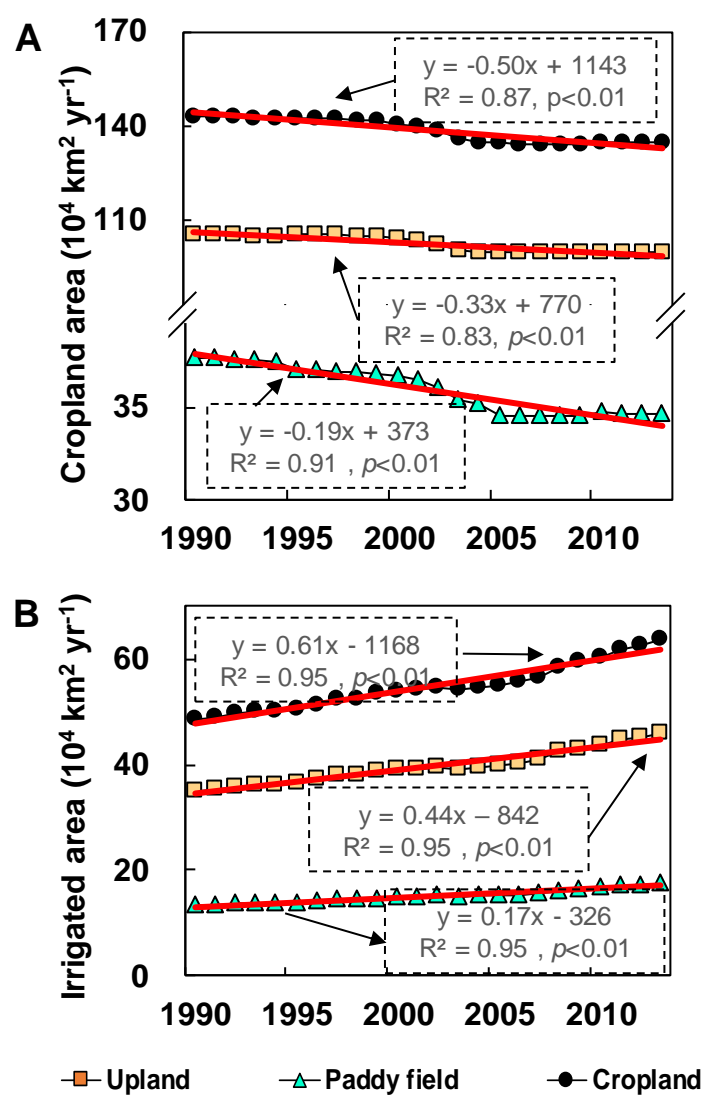 A
170
140
110
35
30
Cropland area (10⁴ km² yr⁻¹)
y = -0.50x + 1143
R² = 0.87, p<0.01
y = -0.33x + 770
R² = 0.83, p<0.01
y = -0.19x + 373
R² = 0.91 , p<0.01
1990 1995 2000 2005 2010
B
60
40
20
0
Irrigated area (10⁴ km² yr⁻¹)
y = 0.61x - 1168
R² = 0.95 , p<0.01
y = 0.44x – 842
R² = 0.95 , p<0.01
y = 0.17x - 326
R² = 0.95 , p<0.01
1990 1995 2000 2005 2010
Upland Paddy field Cropland